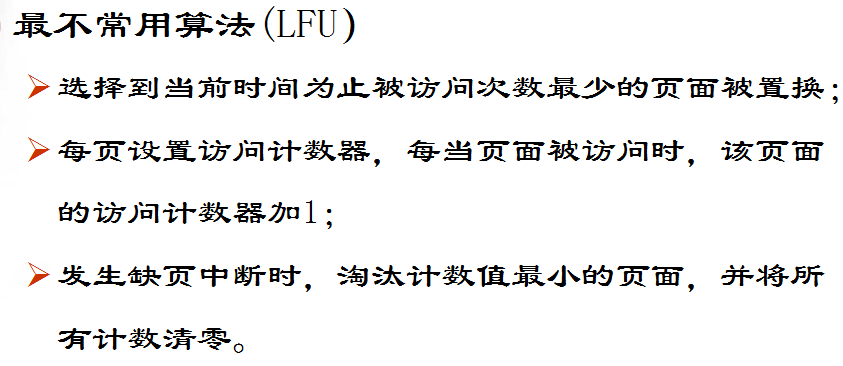 最不常用算法(LFU)
选择到当前时间为止被访问次数最少的页面被置换;
每页设置访问计数器，每当页面被访问时，该页面
的访问计数器加1;
发生缺页中断时，淘汰计数值最小的页面，并将所
有计数清零。